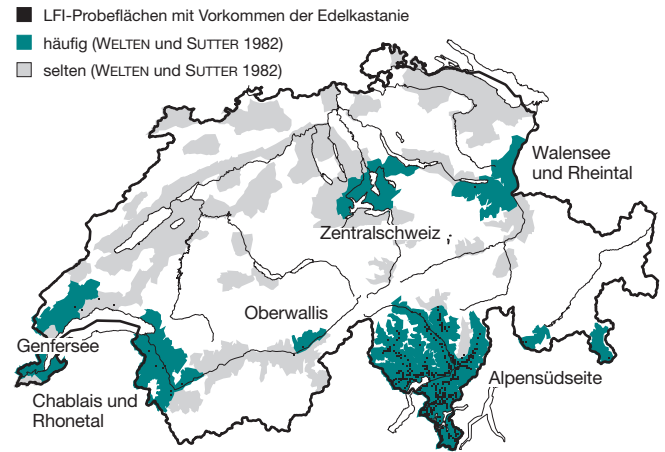 LFI-Probeflächen mit Vorkommen der Edelkastanie
häufig (WELTEN und SUTTER 1982)
selten (WELTEN und SUTTER 1982)
Walensee
und Rheintal
Zentralschweiz
Oberwallis
Genfersee
Alpensüdseite
Chablais und
Rhonetal